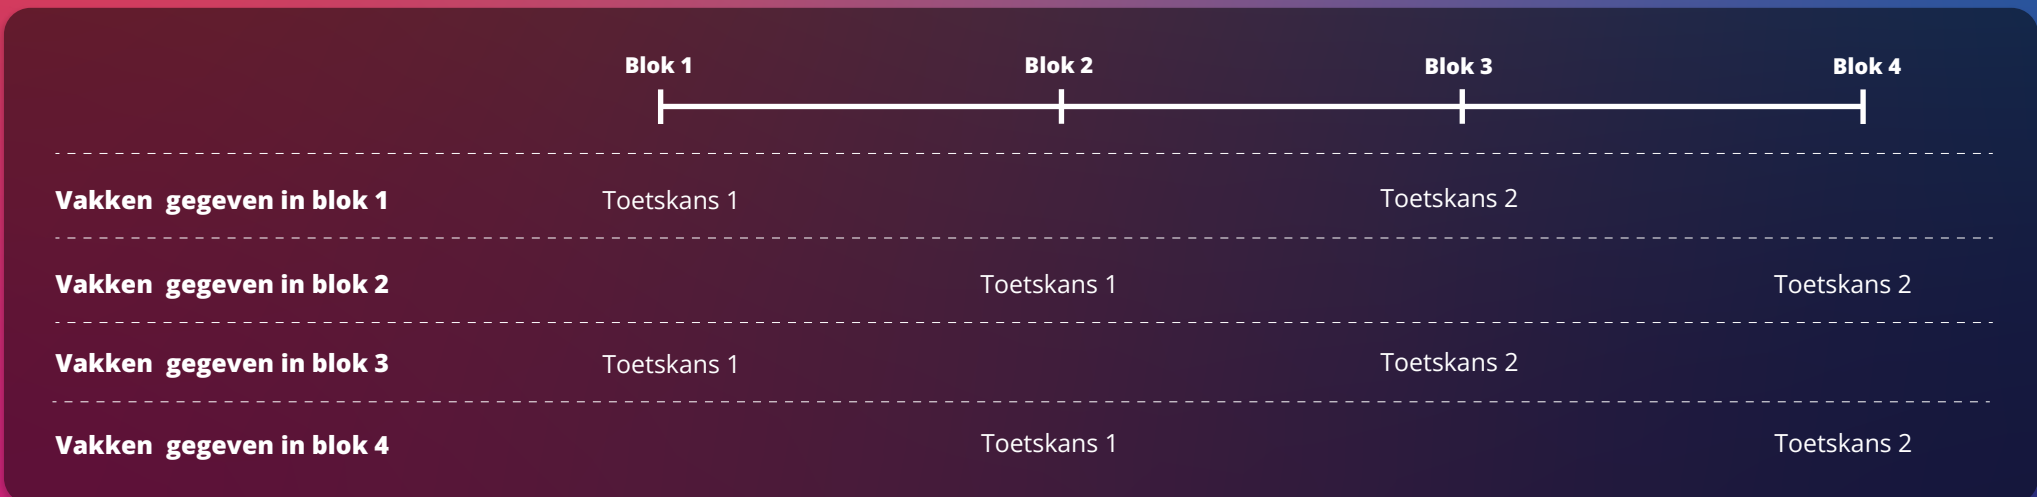 Blok 1 Blok 2 Blok 3 Blok 4
Vakken gegeven in blok 1 Toetskans 1 Toetskans 2
Vakken gegeven in blok 2 Toetskans 1 Toetskans 2
Vakken gegeven in blok 3 Toetskans 1 Toetskans 2
Vakken gegeven in blok 4 Toetskans 1 Toetskans 2